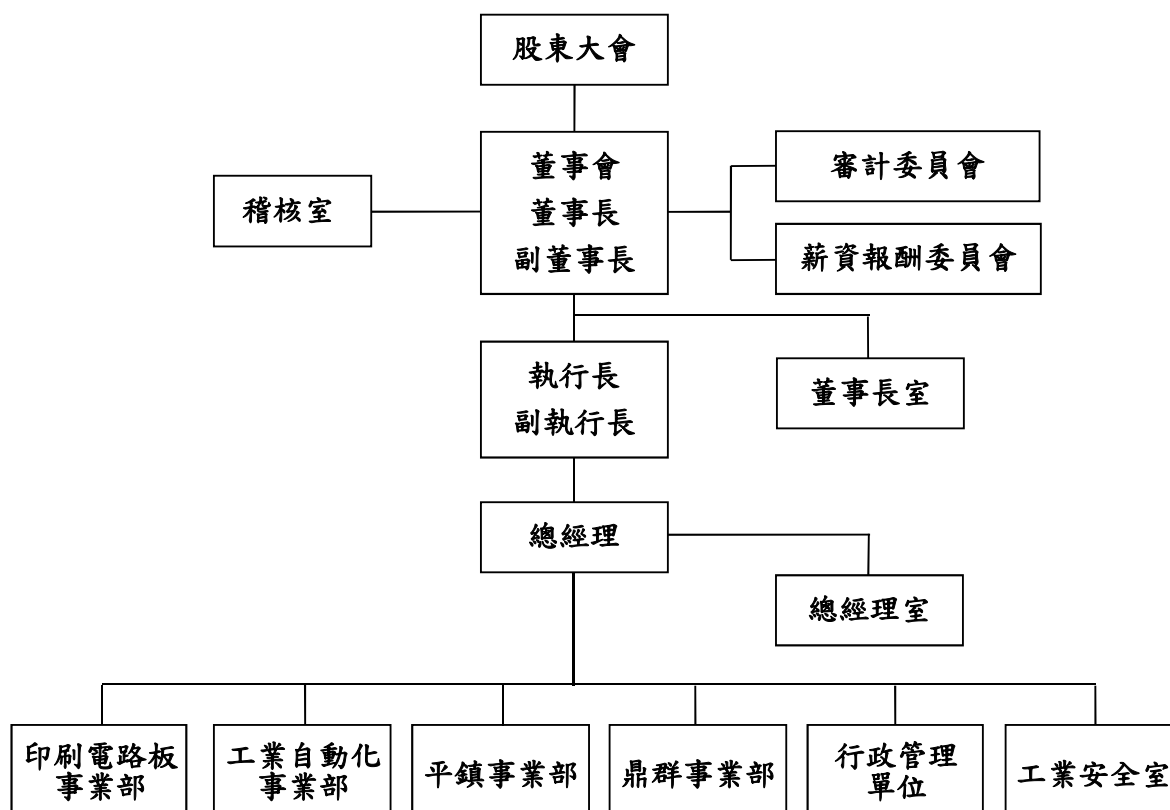 股東大會
董事會
董事長
副董事長
稽核室
審計委員會
薪資報酬委員會
執行長
副執行長
董事長室
總經理
總經理室
印刷電路板
事業部
工業自動化
事業部
平鎮事業部
鼎群事業部
行政管理
單位
工業安全室